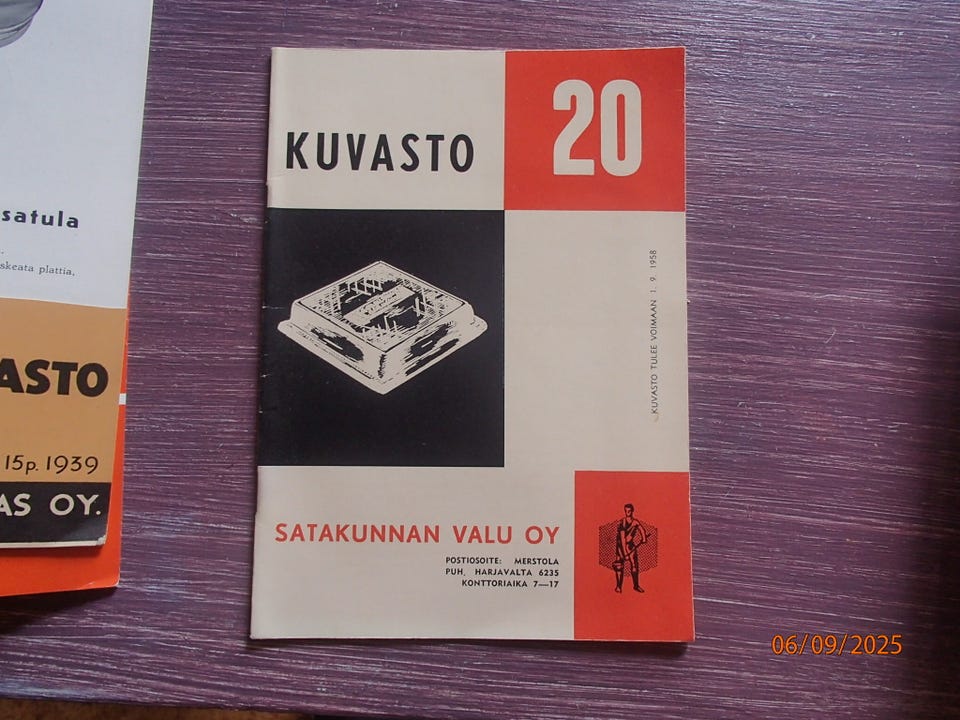 satula
skeata plattia,
ASTO
15p. 1939
AS OY.
KUVASTO
20
KUVASTO TULEE VOIMAAN 1. 9. 1958
SATAKUNNAN VALU OY
POSTIOSOITE: MERSTOLA
PUH. HARJAVALTA 6235
KONTTORIAIKA 7—17
06/09/2025